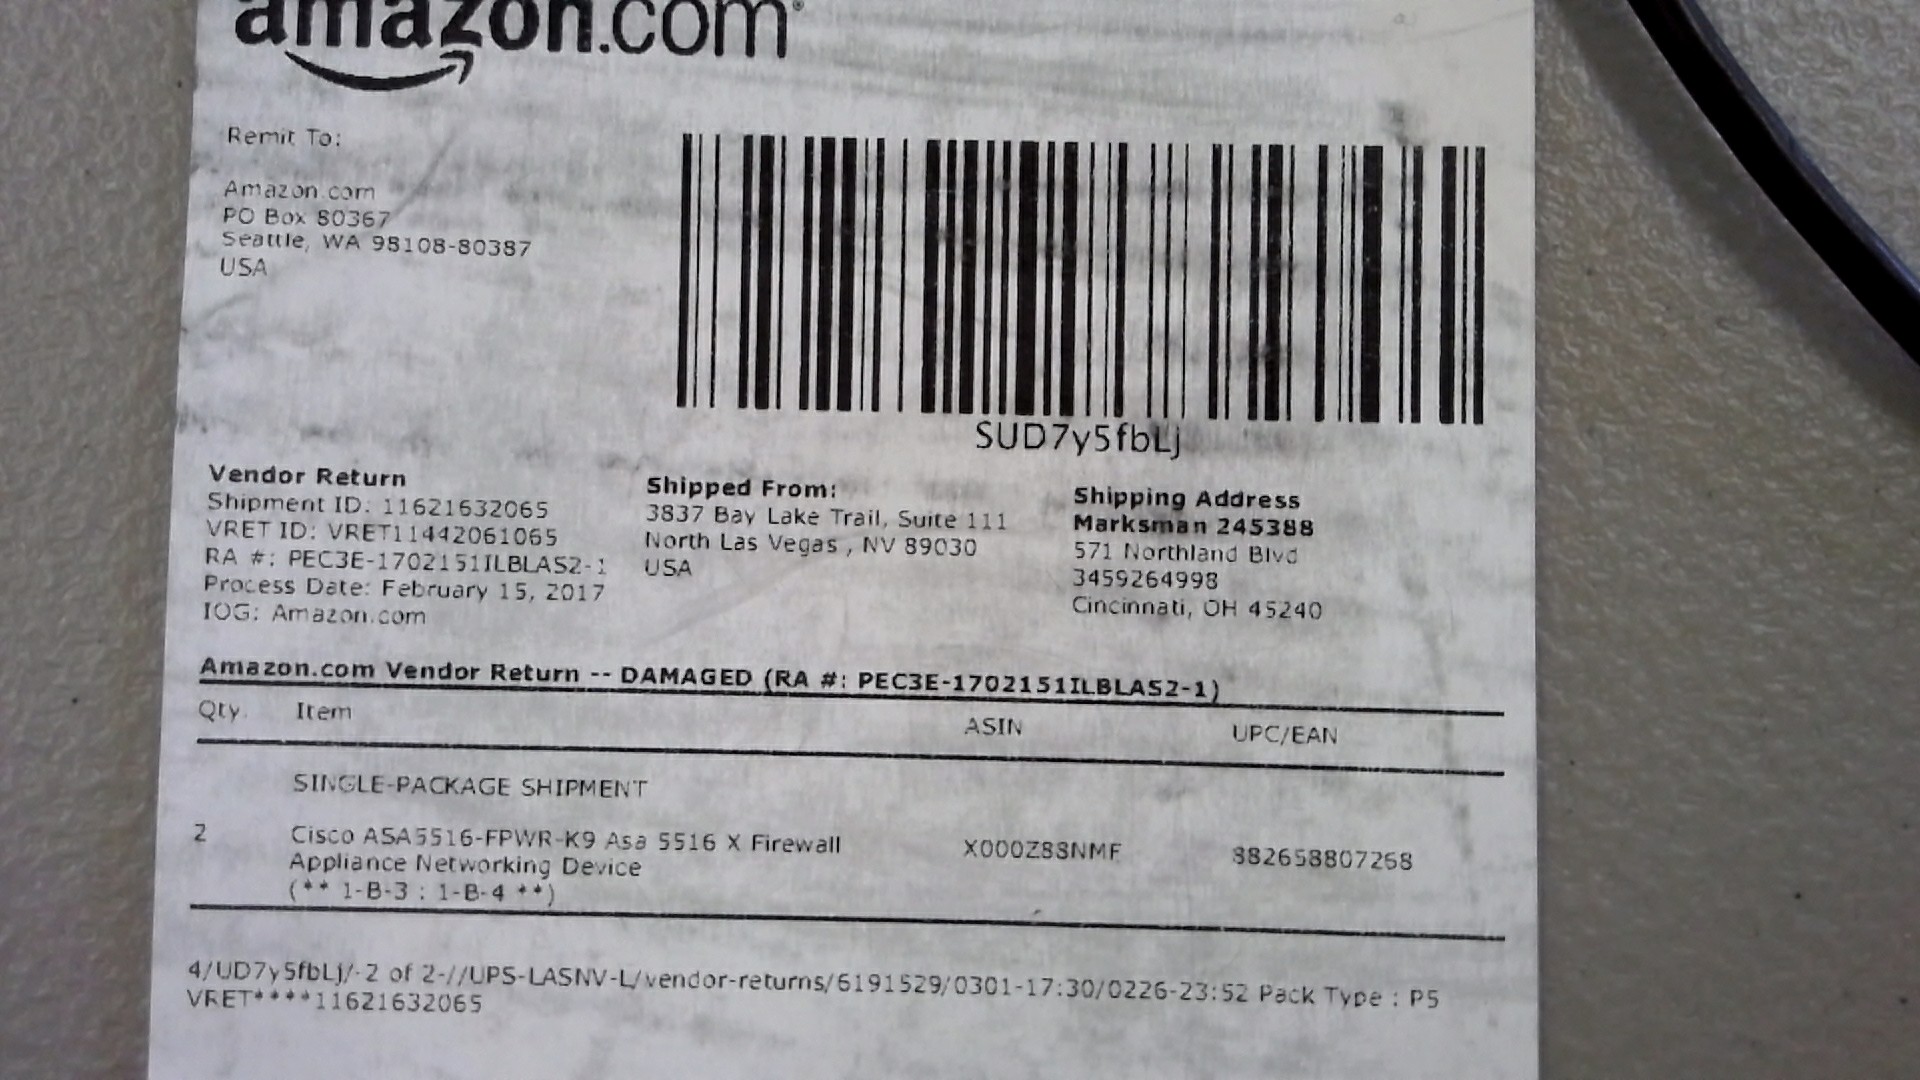 amazon.com
Remit To:
Amazon.com
PO Box 80387
Seattle, WA 98108-80387
USA
SUD7y5fbLj
Vendor Return
Shipment ID: 11621632065
VRET ID: VRET11442061065
RA #: PEC3E-1702151ILBLAS2-1
Process Date: February 15, 2017
IOG: Amazon.com
Shipped From:
3837 Bay Lake Trail, Suite 111
North Las Vegas , NV 89030
USA
Shipping Address
Marksman 245388
571 Northland Blvd
3459264998
Cincinnati, OH 45240
Amazon.com Vendor Return -- DAMAGED (RA #: PEC3E-1702151ILBLAS2-1)
Qty. Item ASIN UPC/EAN
SINGLE-PACKAGE SHIPMENT
2 Cisco ASA5516-FPWR-K9 Asa 5516 X Firewall X000Z88NMF 882658807268
Appliance Networking Device
(** 1-B-3 : 1-B-4 **)
4/UD7y5fbLj/-2 of 2-//UPS-LASNV-L/vendor-returns/6191529/0301-17:30/0226-23:52 Pack Type : P5
VRET****11621632065